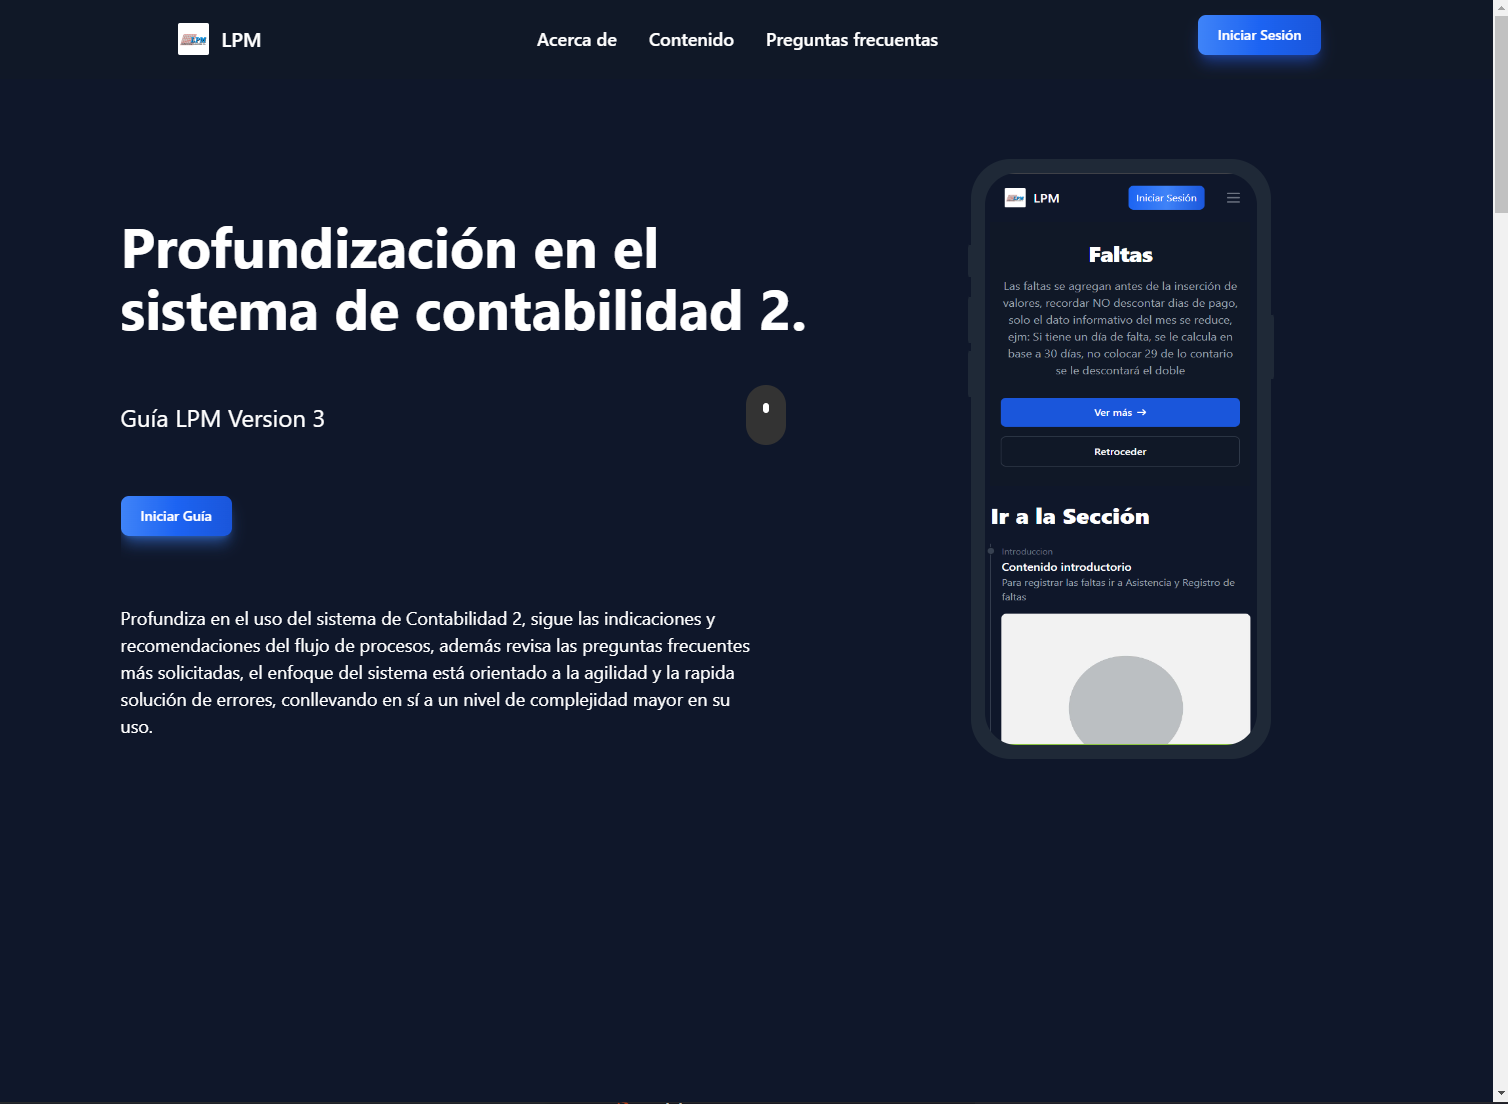 LPM
Acerca de
Contenido
Preguntas frecuentes
Iniciar Sesión
Profundización en el
sistema de contabilidad 2.
Guía LPM Version 3
Iniciar Guía
Profundiza en el uso del sistema de Contabilidad 2, sigue las indicaciones y
recomendaciones del flujo de procesos, además revisa las preguntas frecuentes
más solicitadas, el enfoque del sistema está orientado a la agilidad y la rapida
solución de errores, conllevando en sí a un nivel de complejidad mayor en su
uso.
LPM
LPM
Iniciar Sesión
Faltas
Las faltas se agregan antes de la inserción de
valores, recordar NO descontar dias de pago,
solo el dato informativo del mes se reduce,
ejm: Si tiene un día de falta, se le calcula en
base a 30 días, no colocar 29 de lo contario
se le descontará el doble
Ver más →
Retroceder
Ir a la Sección
Introduccion
Contenido introductorio
Para registrar las faltas ir a Asistencia y Registro de
faltas